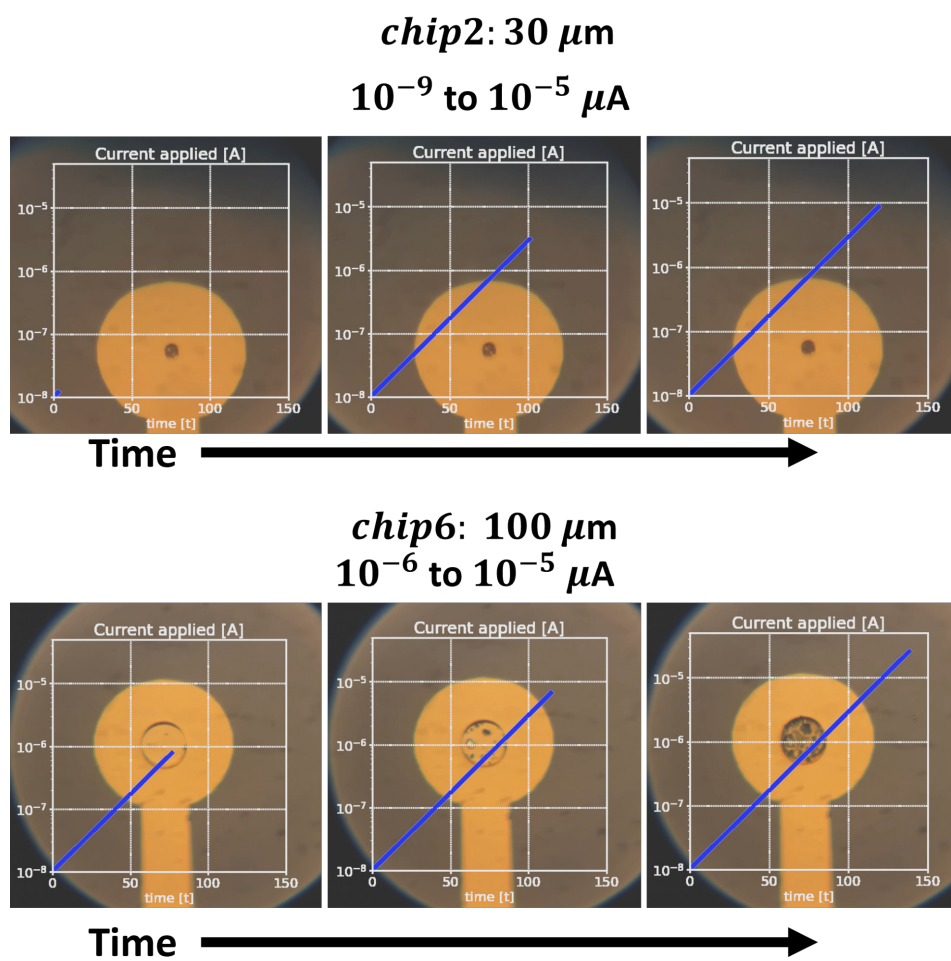 chip2: 30 μm
10⁻⁹ to 10⁻⁵ μA
Current applied [A]
10⁻⁵
10⁻⁶
10⁻⁷
10⁻⁸
0 50 100 150
time [t]
Current applied [A]
10⁻⁵
10⁻⁶
10⁻⁷
10⁻⁸
0 50 100 150
time [t]
Current applied [A]
10⁻⁵
10⁻⁶
10⁻⁷
10⁻⁸
0 50 100 150
time [t]
Time
chip6: 100 μm
10⁻⁶ to 10⁻⁵ μA
Current applied [A]
10⁻⁵
10⁻⁶
10⁻⁷
10⁻⁸
0 50 100 150
time [t]
Current applied [A]
10⁻⁵
10⁻⁶
10⁻⁷
10⁻⁸
0 50 100 150
time [t]
Current applied [A]
10⁻⁵
10⁻⁶
10⁻⁷
10⁻⁸
0 50 100 150
time [t]
Time